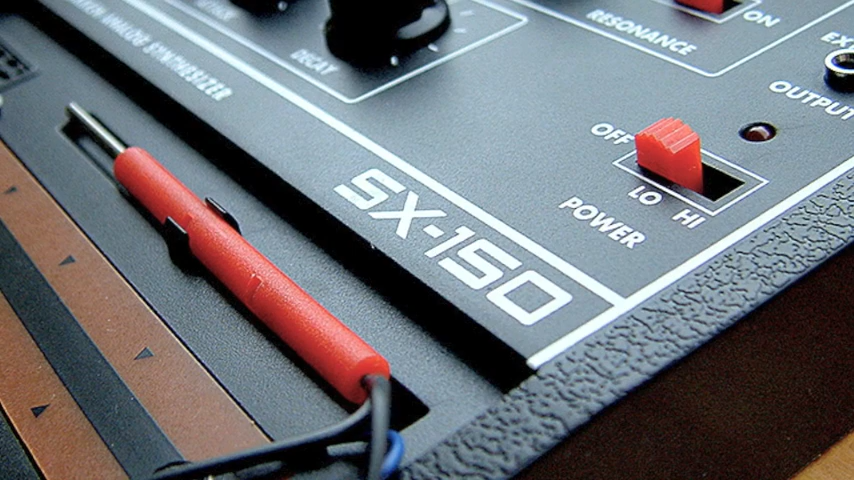 ANALOG SYNTHESIZER
DECAY
RESONANCE
ON
OUTPUT
OFF
LO
HI
POWER
SX-150